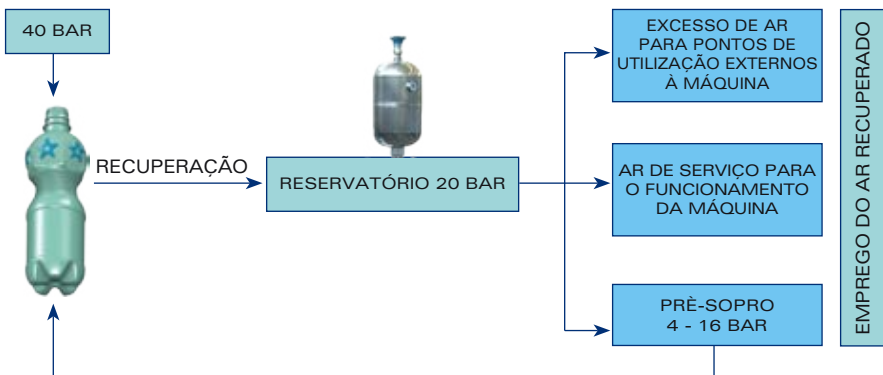 40 BAR
RECUPERAÇÃO
RESERVATÓRIO 20 BAR
EXCESSO DE AR
PARA PONTOS DE
UTILIZAÇÃO EXTERNOS
À MÁQUINA
AR DE SERVIÇO PARA
O FUNCIONAMENTO
DA MÁQUINA
PRÈ-SOPRO
4 - 16 BAR
EMPREGO DO AR RECUPERADO